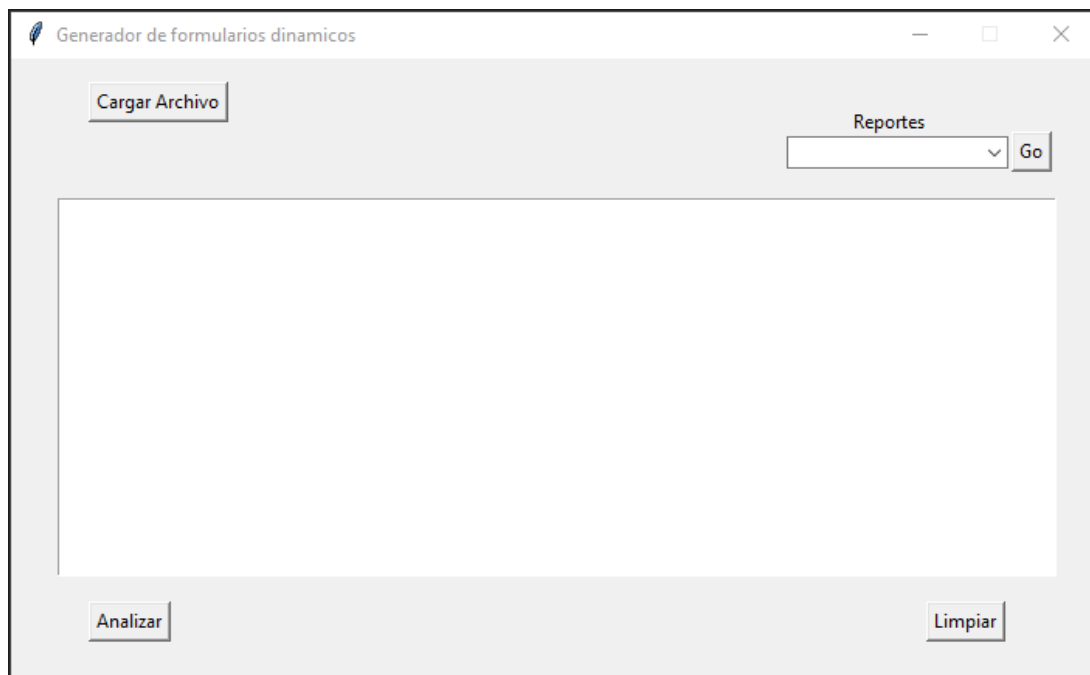 Generador de formularios dinamicos
Cargar Archivo
Reportes
Go
Analizar
Limpiar